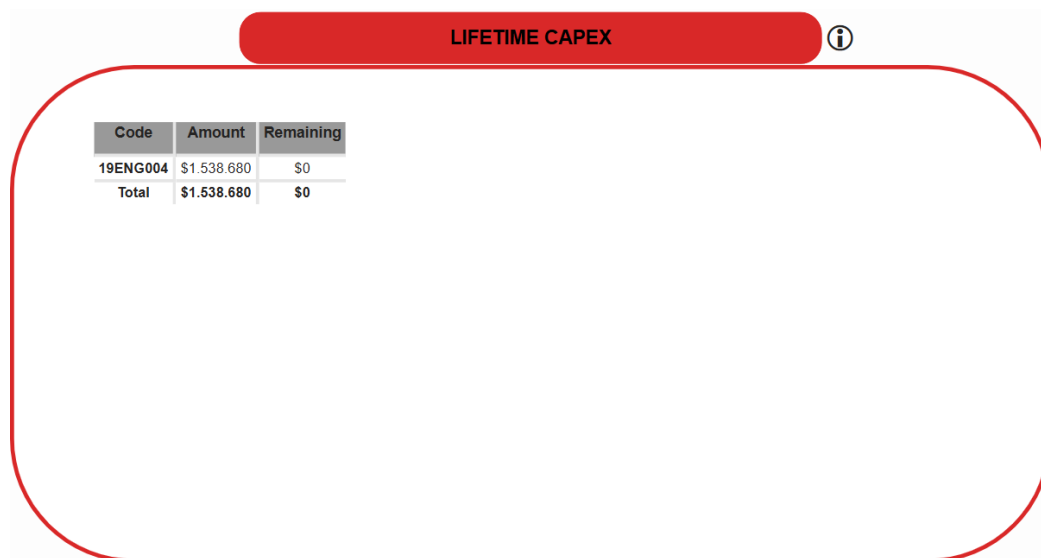 LIFETIME CAPEX
Code Amount Remaining
19ENG004 $1.538.680 $0
Total $1.538.680 $0